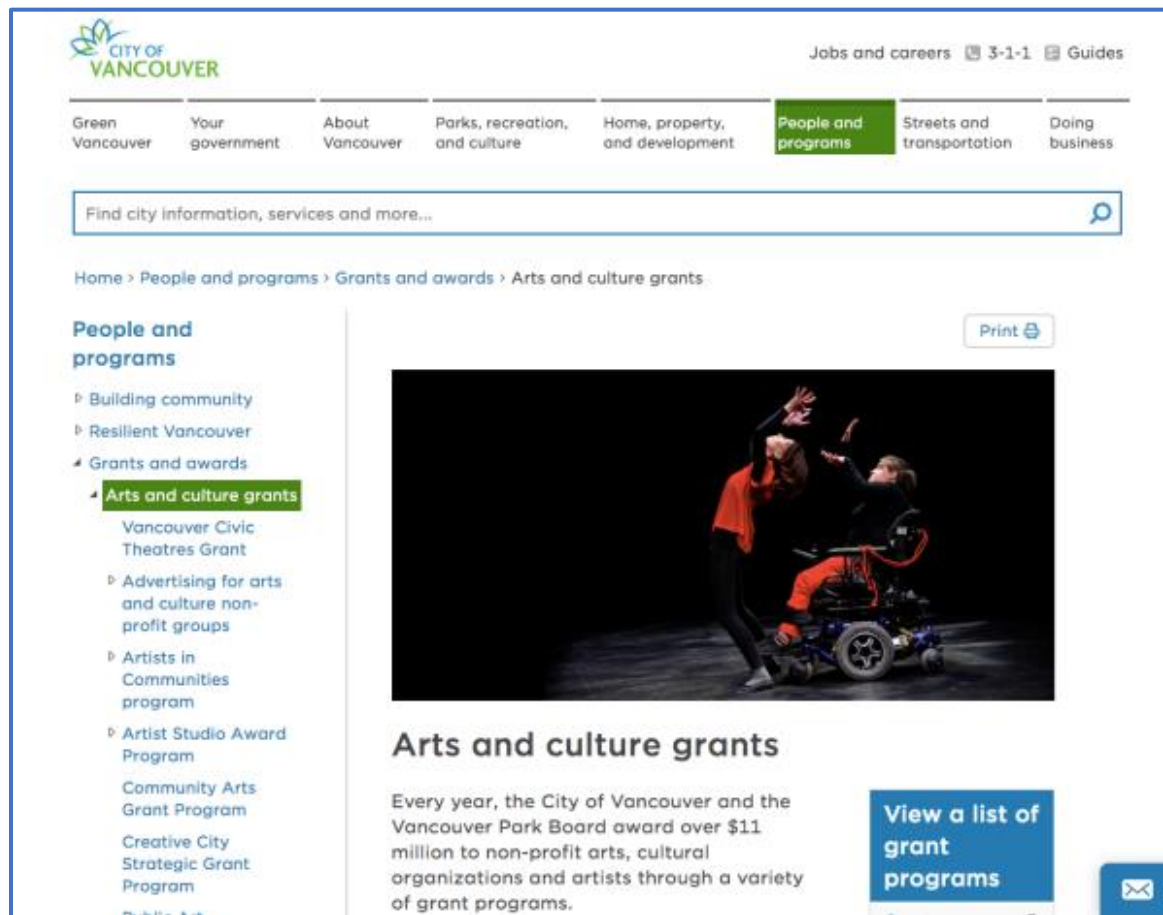 CITY OF
VANCOUVER
Jobs and careers 3-1-1 Guides
Green
Vancouver
Your
government
About
Vancouver
Parks, recreation,
and culture
Home, property,
and development
People and
programs
Streets and
transportation
Doing
business
Find city information, services and more...
Home › People and programs › Grants and awards › Arts and culture grants
People and
programs
Building community
Resilient Vancouver
Grants and awards
Arts and culture grants
Vancouver Civic
Theatres Grant
Advertising for arts
and culture non-
profit groups
Artists in
Communities
program
Artist Studio Award
Program
Community Arts
Grant Program
Creative City
Strategic Grant
Program
Print
Arts and culture grants
Every year, the City of Vancouver and the
Vancouver Park Board award over $11
million to non-profit arts, cultural
organizations and artists through a variety
of grant programs.
View a list of
grant
programs